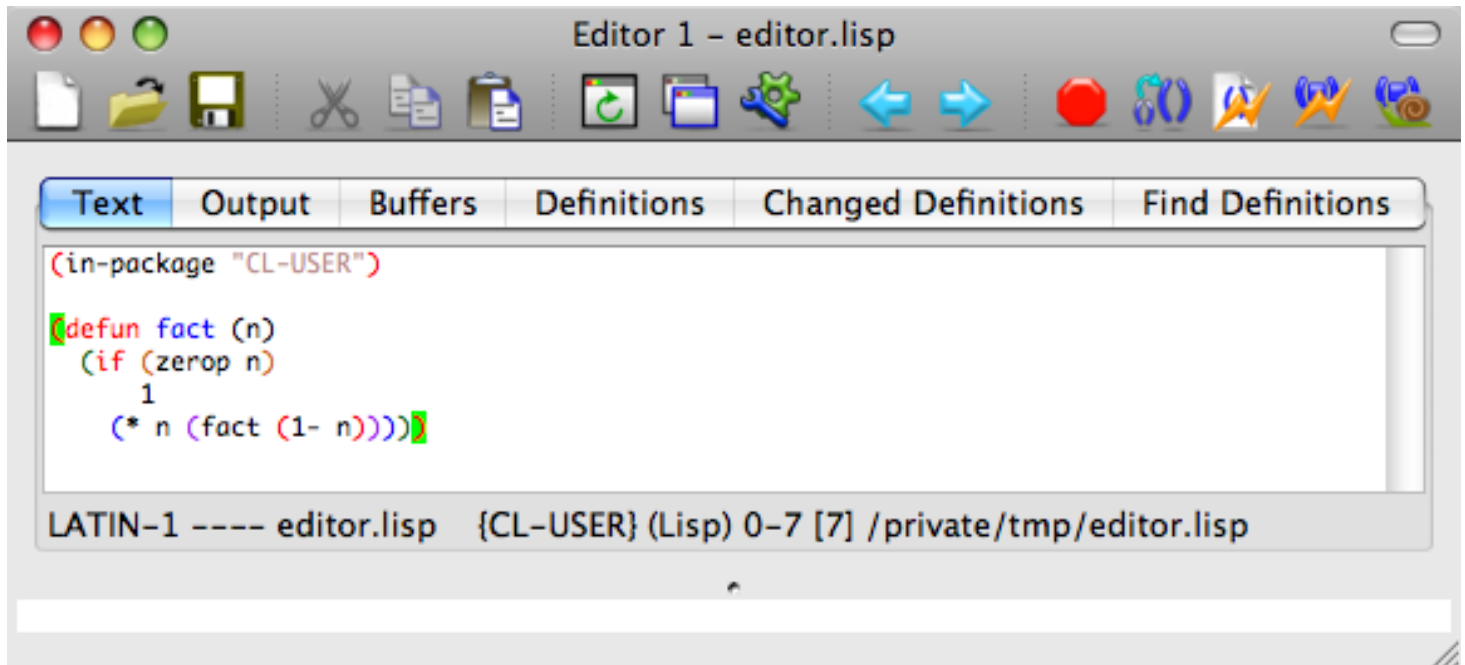 Editor 1 – editor.lisp
Text Output Buffers Definitions Changed Definitions Find Definitions
(in-package "CL-USER")
(defun fact (n)
  (if (zerop n)
      1
    (* n (fact (1- n)))))
LATIN-1 ---- editor.lisp {CL-USER} (Lisp) 0-7 [7] /private/tmp/editor.lisp